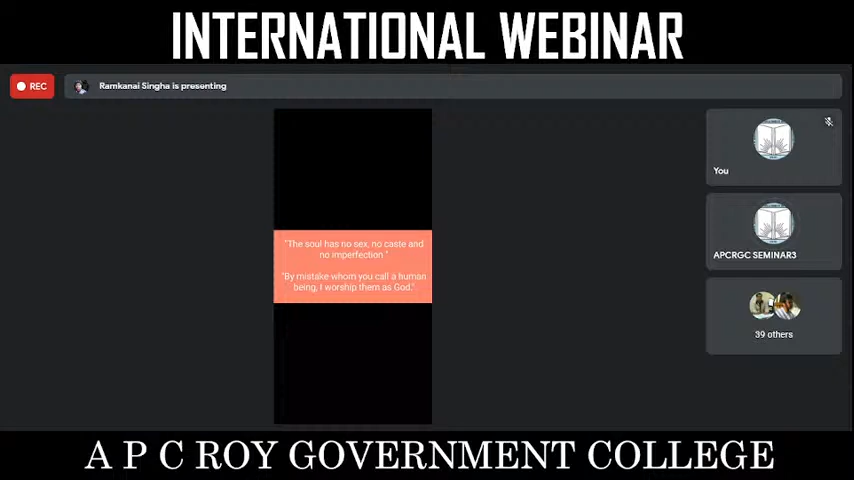 INTERNATIONAL WEBINAR
REC
Ramkanai Singha is presenting
"The soul has no sex, no caste and
no imperfection "
"By mistake whom you call a human
being, I worship them as God."
You
APCRGC SEMINAR3
39 others
A P C ROY GOVERNMENT COLLEGE